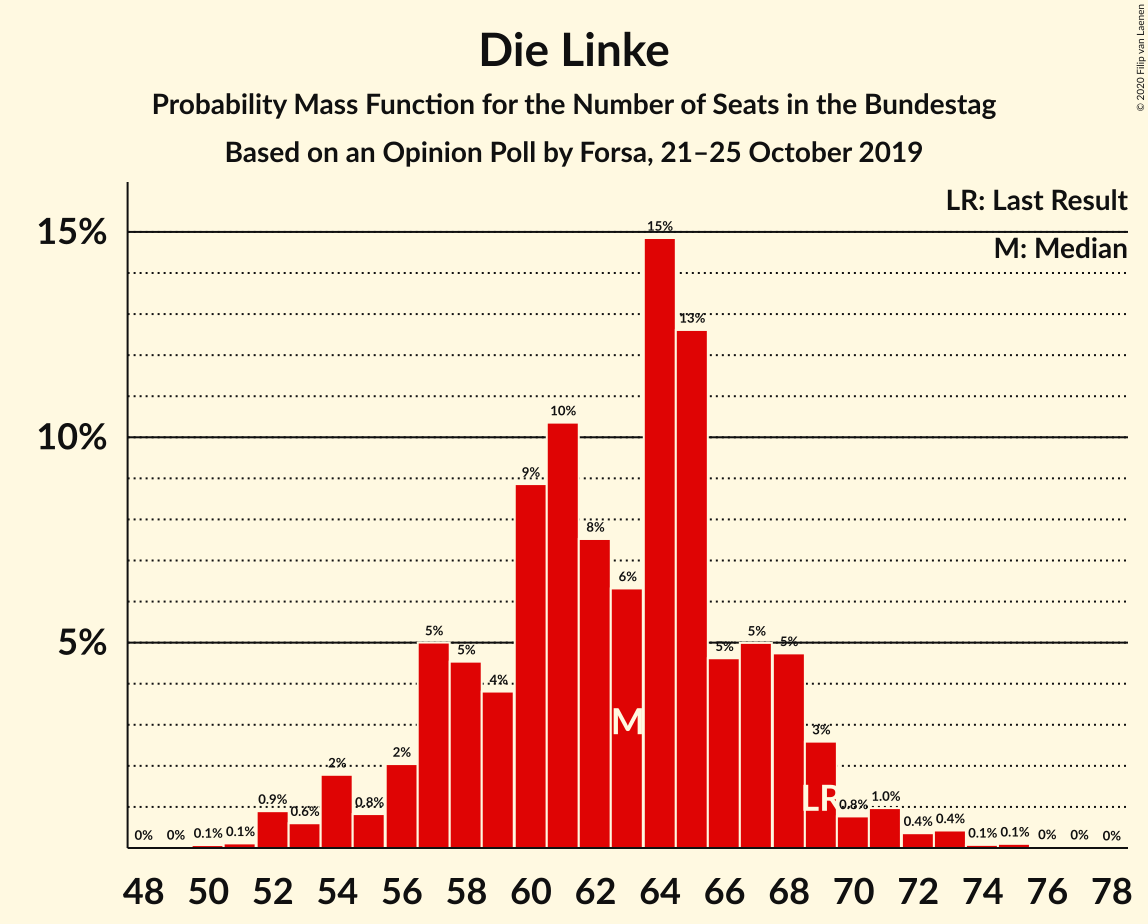 Die Linke
Probability Mass Function for the Number of Seats in the Bundestag
Based on an Opinion Poll by Forsa, 21–25 October 2019
© 2020 Filip van Laenen
LR: Last Result
M: Median
15%
10%
5%
0% 0% 0.1% 0.1% 0.9% 0.6% 2% 0.8% 2% 5% 5% 4% 9% 10% 8% 6% 15% 13% 5% 5% 5% 3% 0.8% 1.0% 0.4% 0.4% 0.1% 0.1% 0% 0% 0%
M
LR
48 50 52 54 56 58 60 62 64 66 68 70 72 74 76 78